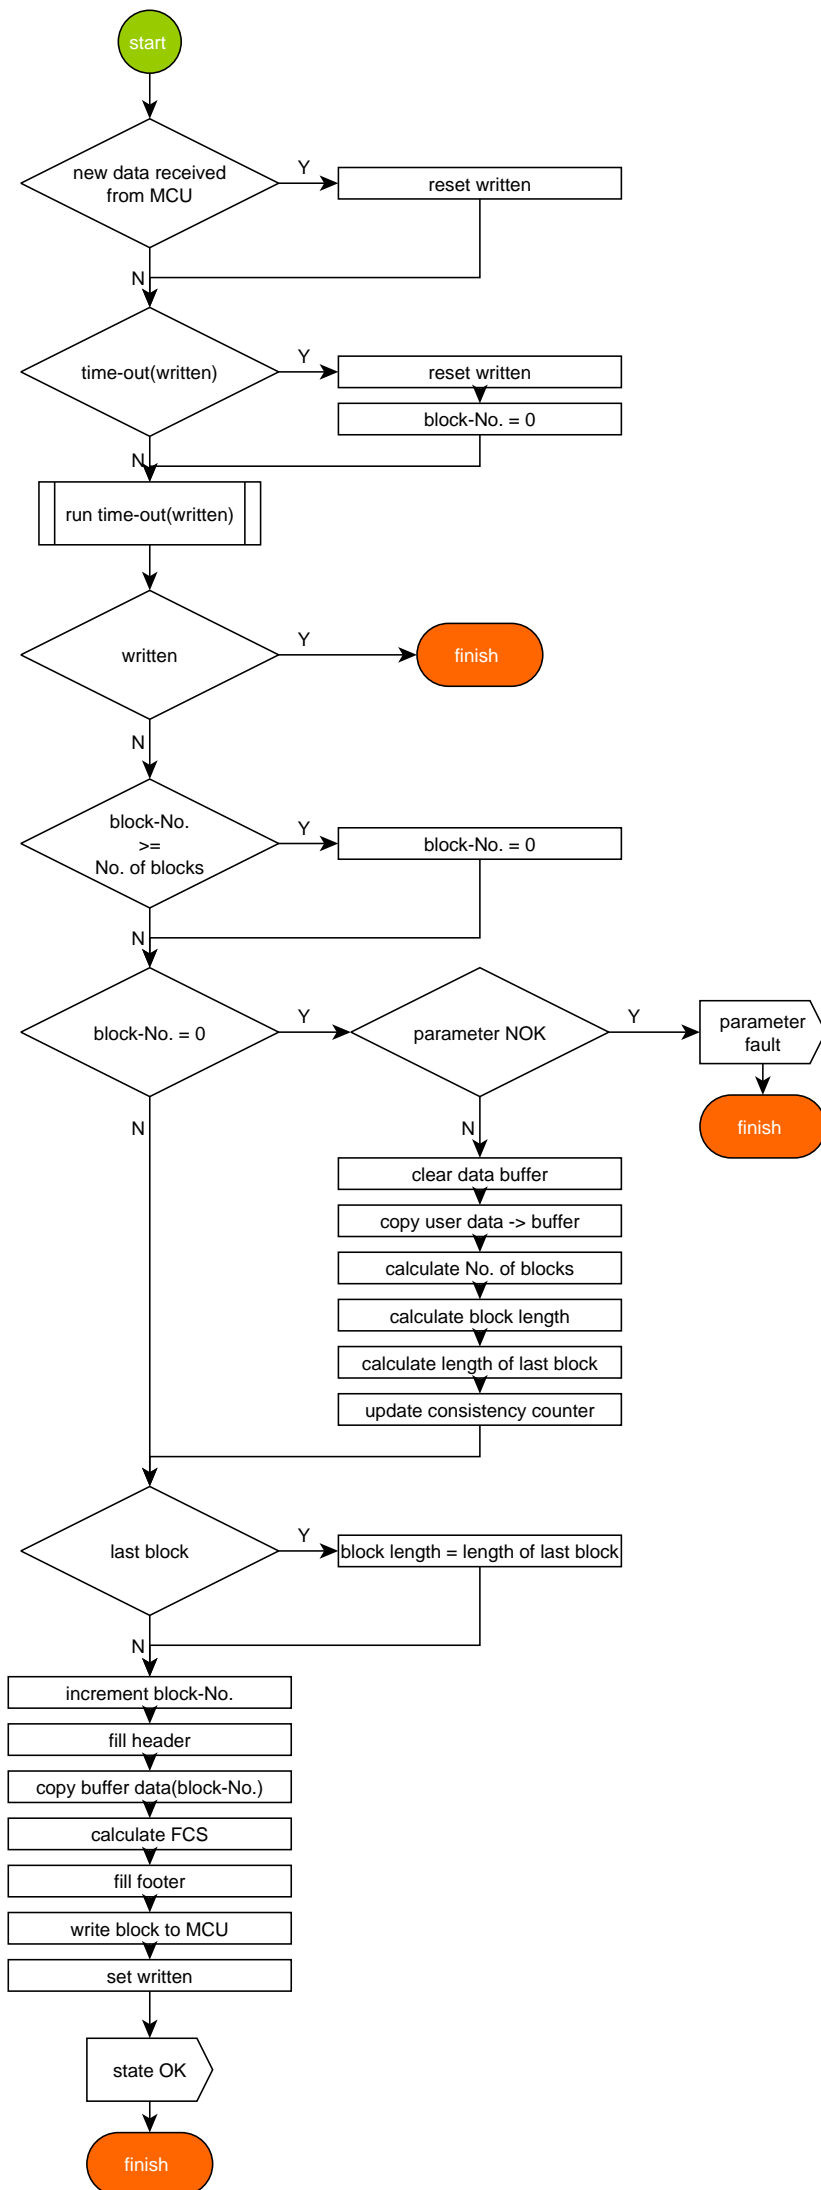 start
new data received
from MCU
Y
reset written
N
time-out(written)
Y
reset written
block-No. = 0
N
run time-out(written)
written
Y
finish
N
block-No.
>=
No. of blocks
Y
block-No. = 0
N
block-No. = 0
Y
parameter NOK
Y
parameter
fault
finish
N
N
clear data buffer
copy user data -> buffer
calculate No. of blocks
calculate block length
calculate length of last block
update consistency counter
last block
Y
block length = length of last block
N
increment block-No.
fill header
copy buffer data(block-No.)
calculate FCS
fill footer
write block to MCU
set written
state OK
finish